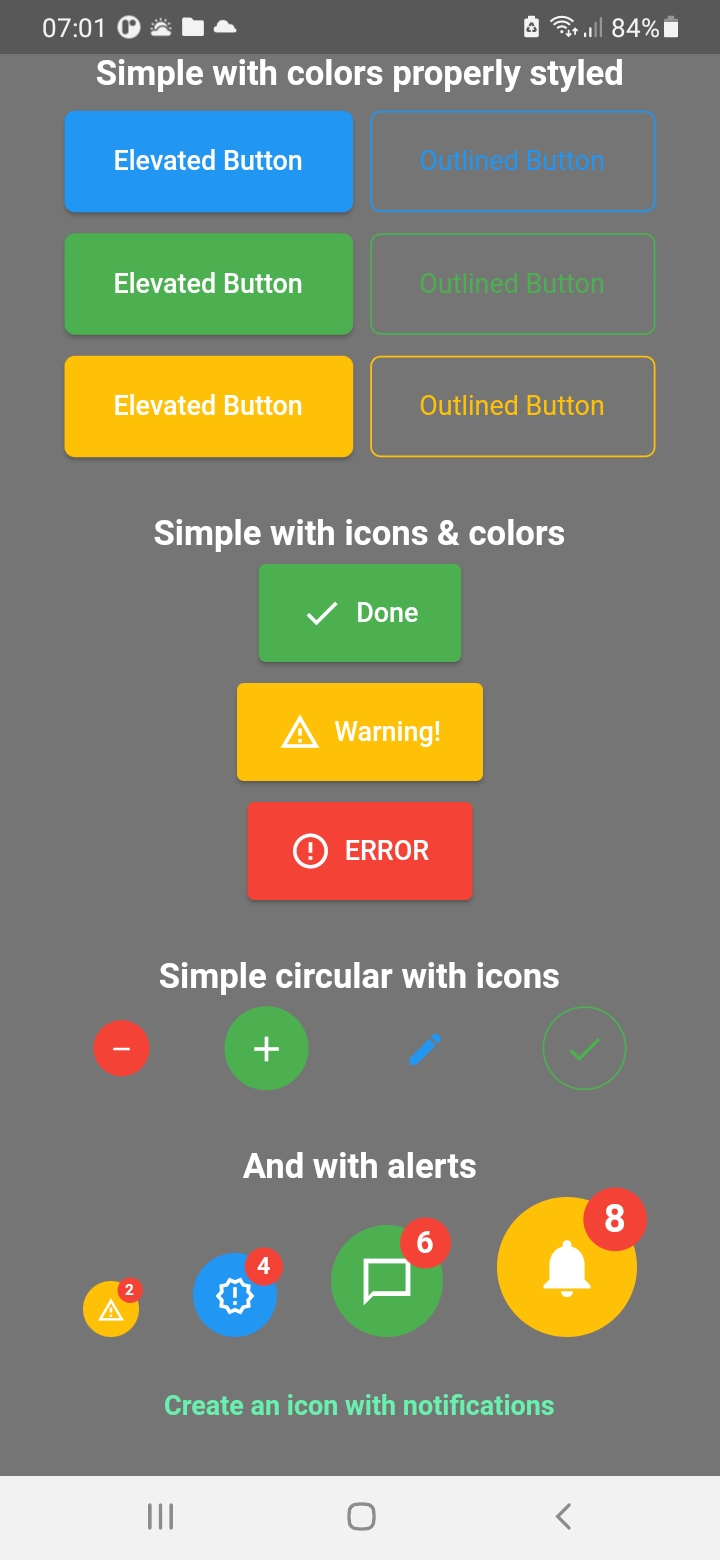 07:01 84%
Simple with colors properly styled
Elevated Button Outlined Button
Elevated Button Outlined Button
Elevated Button Outlined Button
Simple with icons & colors
Done
Warning!
ERROR
Simple circular with icons
And with alerts
2 4 6 8
Create an icon with notifications